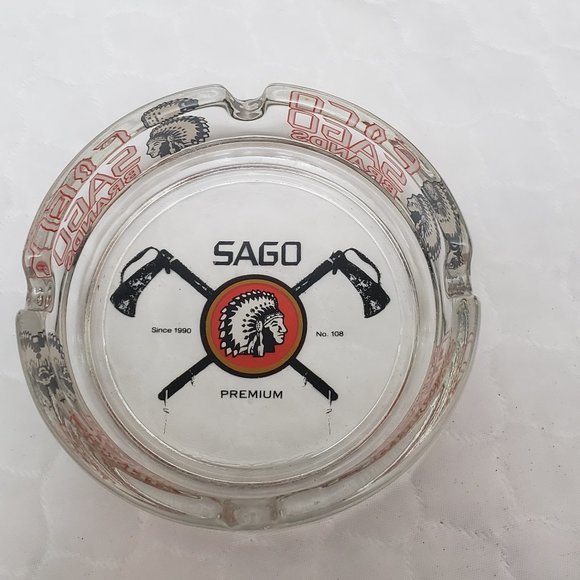 SAGO
Since 1990
No. 108
PREMIUM
SAGO
BRANDS
SAGO
BRANDS